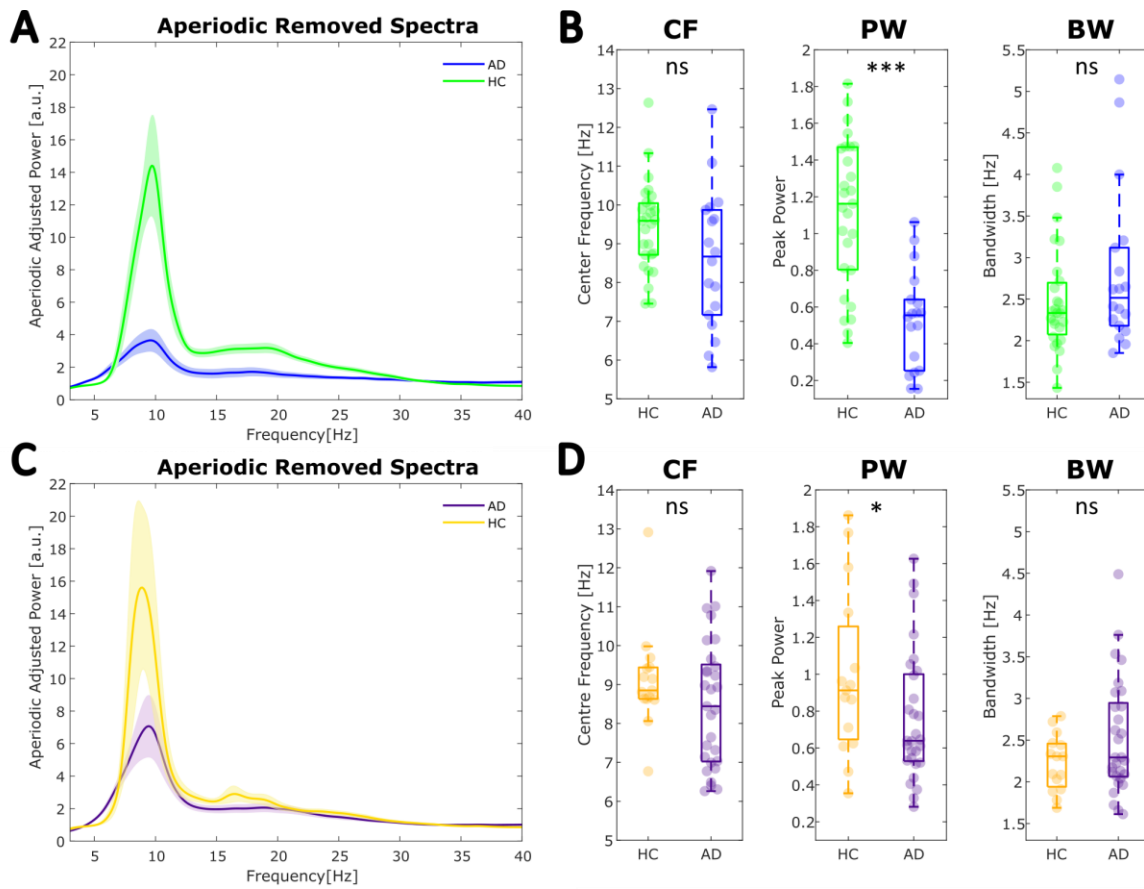 A
Aperiodic Removed Spectra
Aperiodic Adjusted Power [a.u.]
22
20
18
16
14
12
10
8
6
4
2
0
AD
HC
5 10 15 20 25 30 35 40
Frequency[Hz]
B
CF
ns
Center Frequency [Hz]
14
13
12
11
10
9
8
7
6
5
HC AD
PW
***
Peak Power
2
1.8
1.6
1.4
1.2
1
0.8
0.6
0.4
0.2
HC AD
BW
ns
Bandwidth [Hz]
5.5
5
4.5
4
3.5
3
2.5
2
1.5
HC AD
C
Aperiodic Removed Spectra
Aperiodic Adjusted Power [a.u.]
22
20
18
16
14
12
10
8
6
4
2
0
AD
HC
5 10 15 20 25 30 35 40
Frequency[Hz]
D
CF
ns
Centre Frequency [Hz]
14
13
12
11
10
9
8
7
6
5
HC AD
PW
*
Peak Power
2
1.8
1.6
1.4
1.2
1
0.8
0.6
0.4
0.2
HC AD
BW
ns
Bandwidth [Hz]
5.5
5
4.5
4
3.5
3
2.5
2
1.5
HC AD